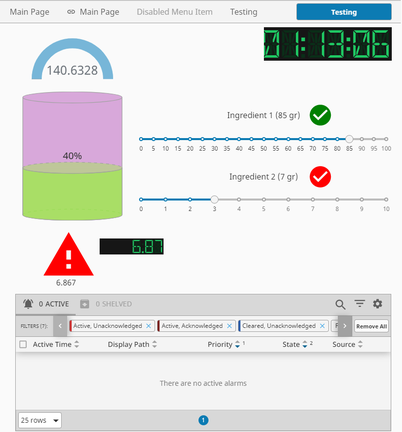 Main Page Main Page Disabled Menu Item Testing Testing
01:13:06
140.6328
40%
Ingredient 1 (85 gr)
0 5 10 15 20 25 30 35 40 45 50 55 60 65 70 75 80 85 90 95 100
Ingredient 2 (7 gr)
0 1 2 3 4 5 6 7 8 9 10
6.87
6.867
0 ACTIVE 0 SHELVED
FILTERS (7): Active, Unacknowledged Active, Acknowledged Cleared, Unacknowledged Remove All
Active Time Display Path Priority 1 State 2 Source
There are no active alarms
25 rows 1